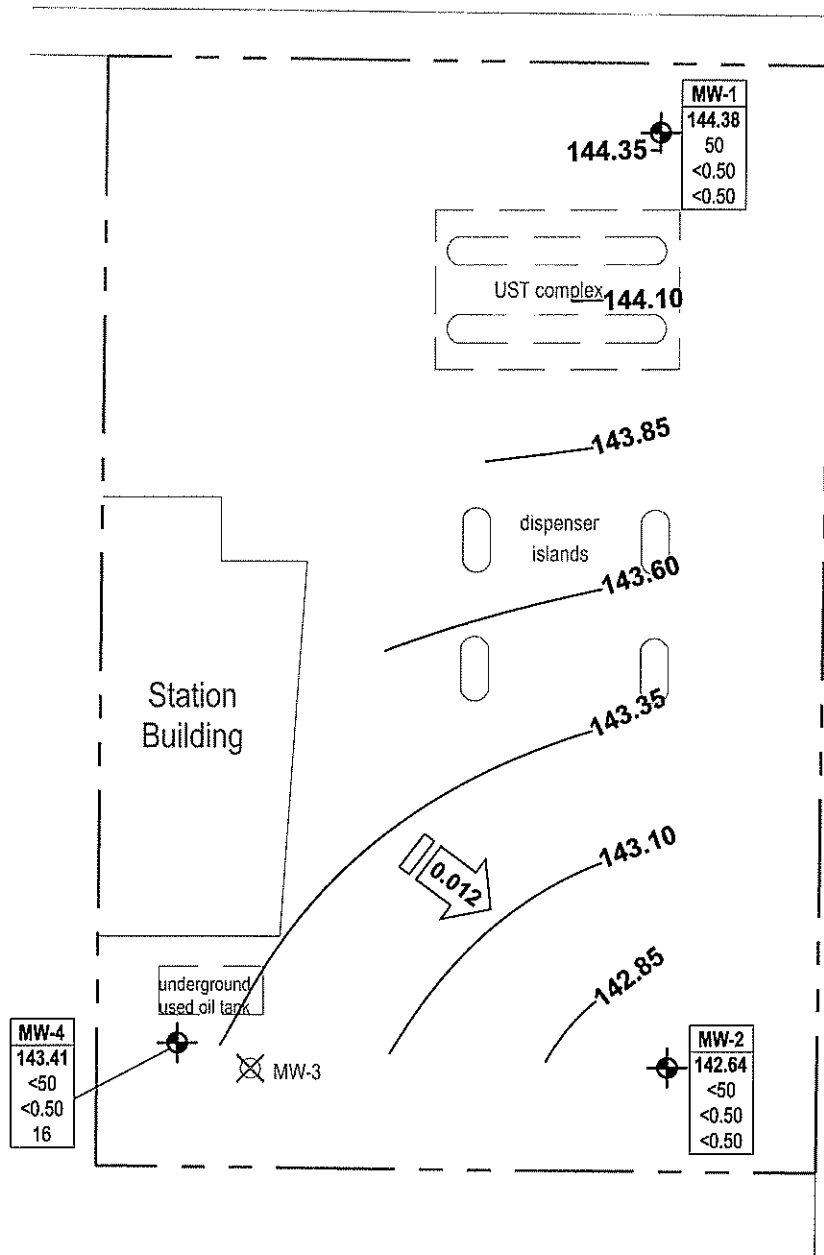 MW-1
144.38
50
<0.50
<0.50
144.35
UST complex
144.10
143.85
dispenser
islands
143.60
Station
Building
143.35
143.10
0.012
142.85
underground
used oil tank
MW-4
143.41
<50
<0.50
16
MW-3
MW-2
142.64
<50
<0.50
<0.50